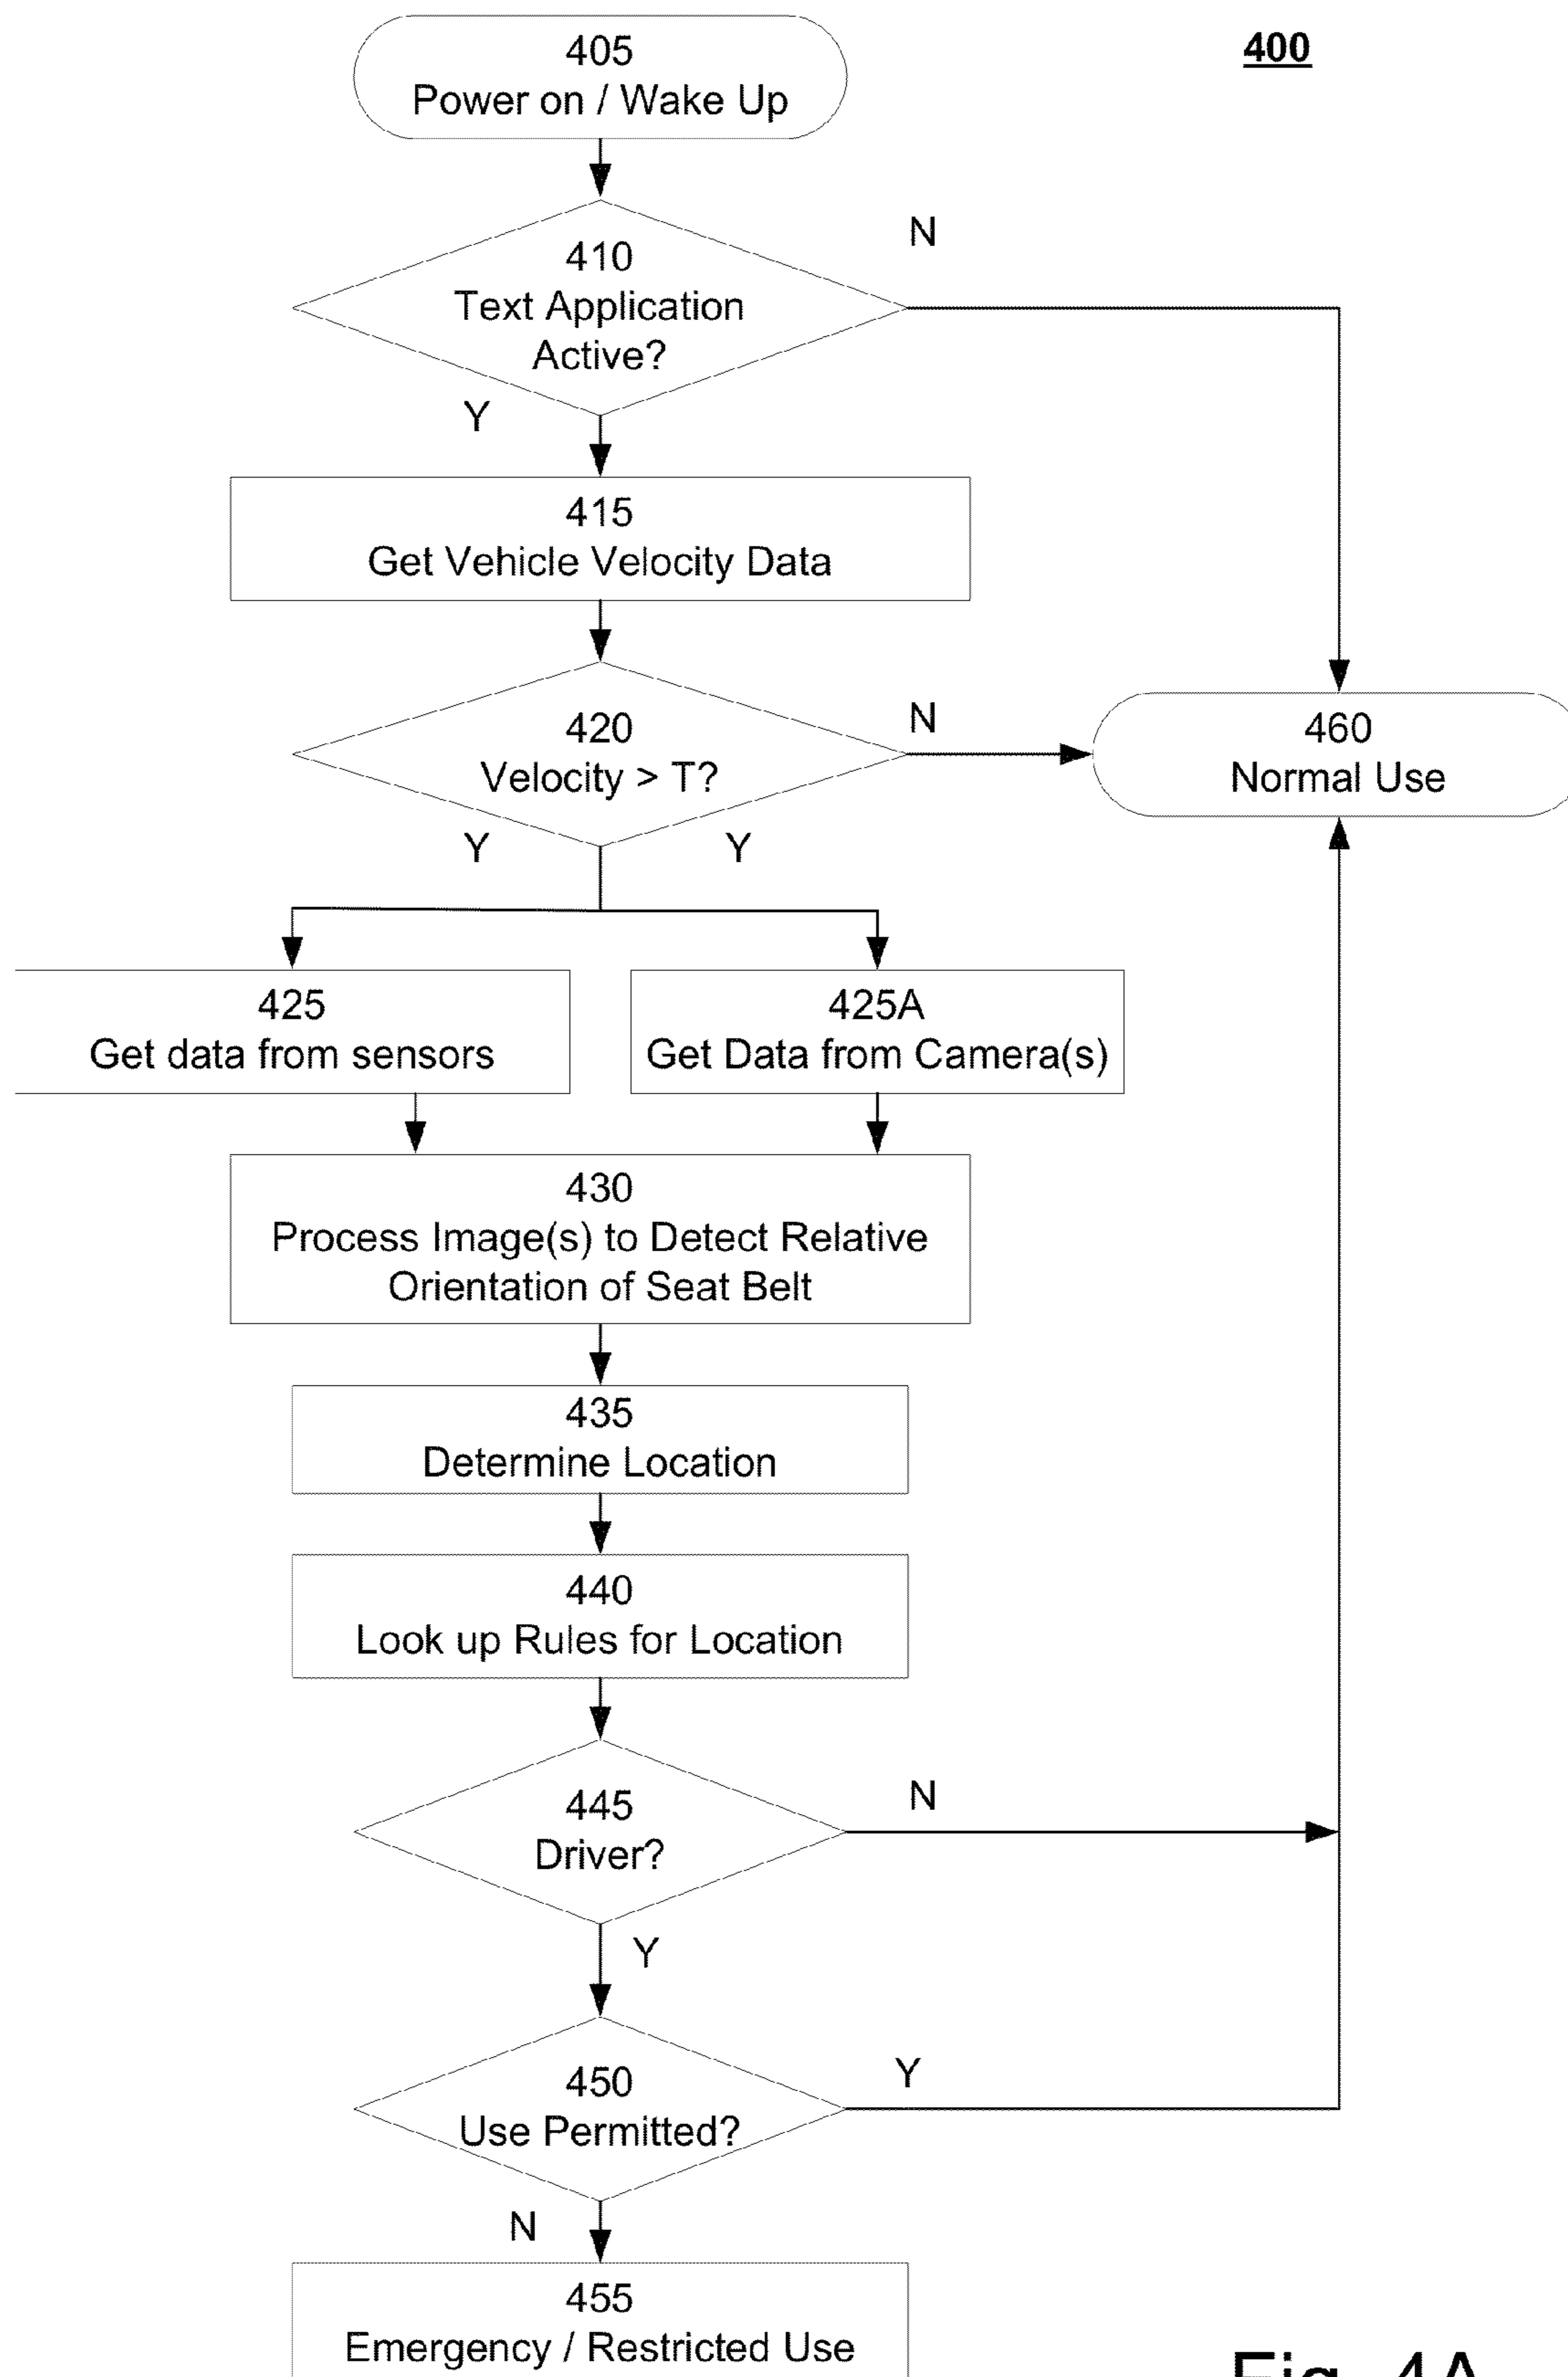 400
405
Power on / Wake Up
410
Text Application
Active?
N
Y
415
Get Vehicle Velocity Data
420
Velocity > T?
N
460
Normal Use
Y
Y
425
Get data from sensors
425A
Get Data from Camera(s)
430
Process Image(s) to Detect Relative
Orientation of Seat Belt
435
Determine Location
440
Look up Rules for Location
445
Driver?
N
Y
450
Use Permitted?
Y
N
455
Emergency / Restricted Use
Fig. 4A